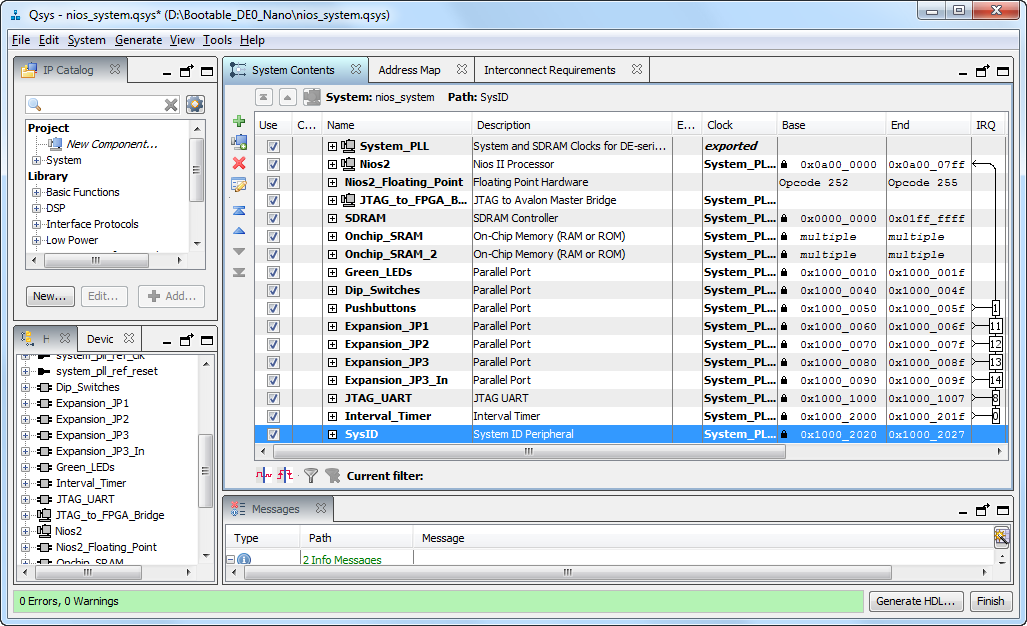 Qsys - nios_system.qsys* (D:\Bootable_DE0_Nano\nios_system.qsys)
File Edit System Generate View Tools Help
IP Catalog
Project
New Component...
System
Library
Basic Functions
DSP
Interface Protocols
Low Power
New... Edit... Add...
H Devic
system_pll_ref_clk
system_pll_ref_reset
Dip_Switches
Expansion_JP1
Expansion_JP2
Expansion_JP3
Expansion_JP3_In
Green_LEDs
Interval_Timer
JTAG_UART
JTAG_to_FPGA_Bridge
Nios2
Nios2_Floating_Point
Onchip_SRAM
System Contents Address Map Interconnect Requirements
System: nios_system Path: SysID
Use C... Name Description E... Clock Base End IRQ
System_PLL System and SDRAM Clocks for DE-seri... exported
Nios2 Nios II Processor System_PL... 0x0a00_0000 0x0a00_07ff
Nios2_Floating_Point Floating Point Hardware Opcode 252 Opcode 255
JTAG_to_FPGA_B... JTAG to Avalon Master Bridge System_PL...
SDRAM SDRAM Controller System_PL... 0x0000_0000 0x01ff_ffff
Onchip_SRAM On-Chip Memory (RAM or ROM) System_PL... multiple multiple
Onchip_SRAM_2 On-Chip Memory (RAM or ROM) System_PL... multiple multiple
Green_LEDs Parallel Port System_PL... 0x1000_0010 0x1000_001f
Dip_Switches Parallel Port System_PL... 0x1000_0040 0x1000_004f
Pushbuttons Parallel Port System_PL... 0x1000_0050 0x1000_005f 1
Expansion_JP1 Parallel Port System_PL... 0x1000_0060 0x1000_006f 11
Expansion_JP2 Parallel Port System_PL... 0x1000_0070 0x1000_007f 12
Expansion_JP3 Parallel Port System_PL... 0x1000_0080 0x1000_008f 13
Expansion_JP3_In Parallel Port System_PL... 0x1000_0090 0x1000_009f 14
JTAG_UART JTAG UART System_PL... 0x1000_1000 0x1000_1007 8
Interval_Timer Interval Timer System_PL... 0x1000_2000 0x1000_201f 0
SysID System ID Peripheral System_PL... 0x1000_2020 0x1000_2027
Current filter:
Messages
Type Path Message
2 Info Messages
0 Errors, 0 Warnings
Generate HDL... Finish